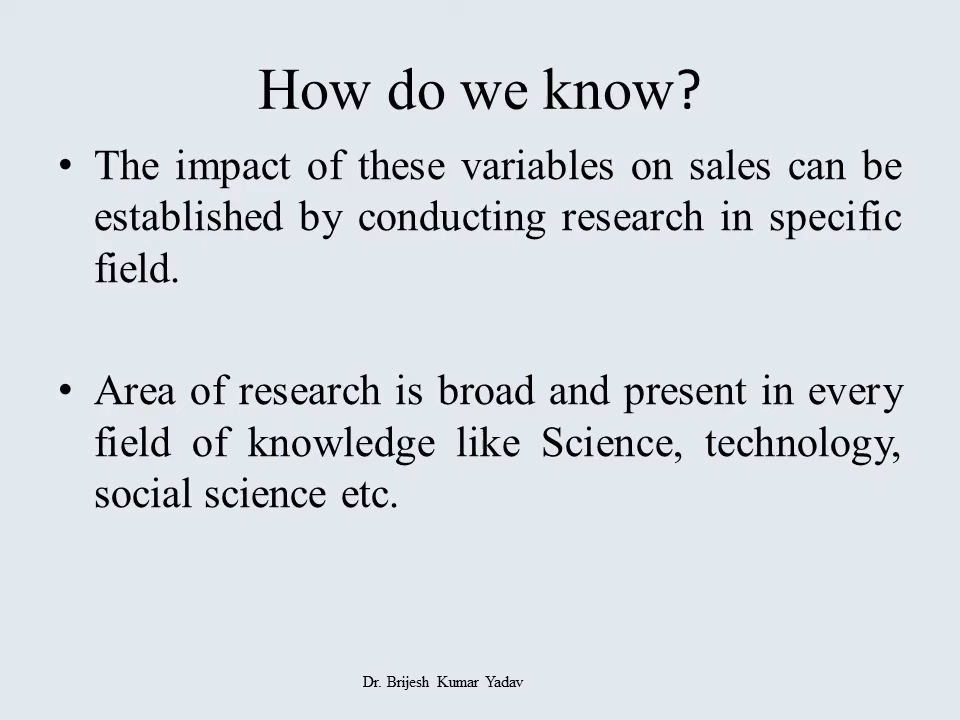 How do we know?
• The impact of these variables on sales can be
established by conducting research in specific
field.
• Area of research is broad and present in every
field of knowledge like Science, technology,
social science etc.
Dr. Brijesh Kumar Yadav